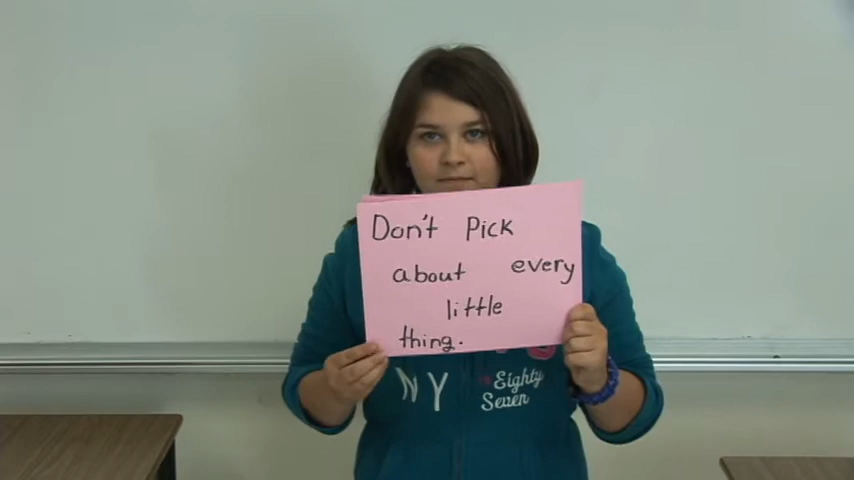 Don't Pick
about every
little
thing.
NY Eighty
Seven